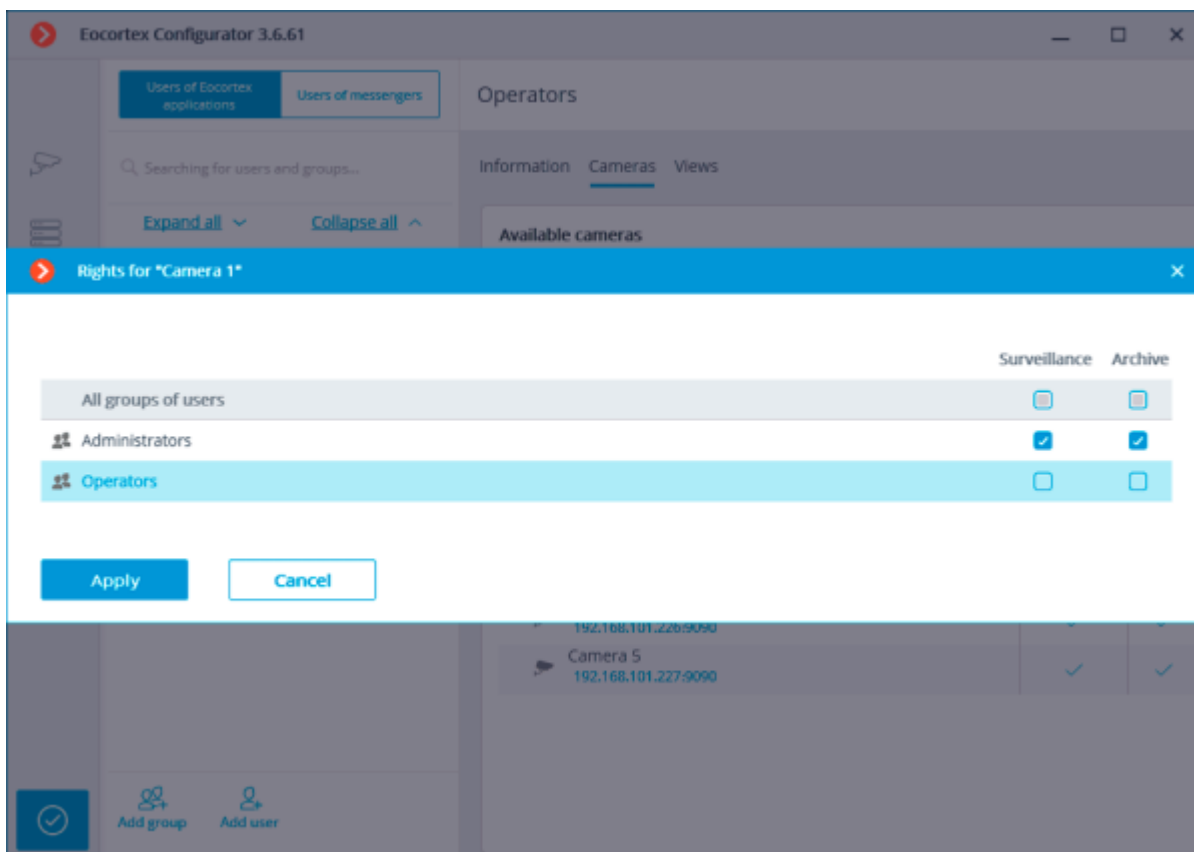 Eocortex Configurator 3.6.61
Users of Eocortex
applications
Users of messengers
Operators
Searching for users and groups...
Information Cameras Views
Expand all Collapse all
Available cameras
Rights for "Camera 1"
Surveillance Archive
All groups of users
Administrators
Operators
Apply Cancel
192.168.101.226:9090
Camera 5
192.168.101.227:9090
Add group Add user